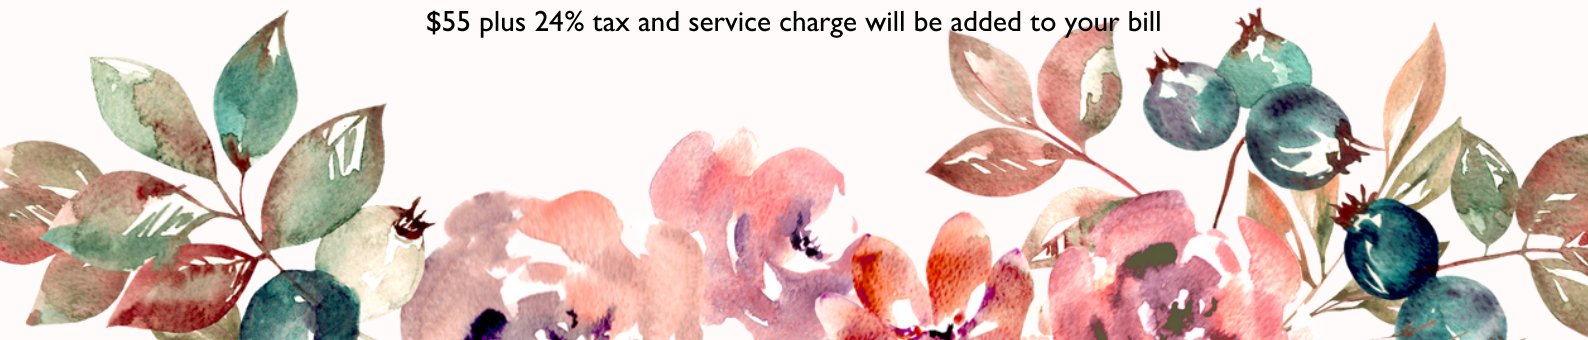 $55 plus 24% tax and service charge will be added to your bill